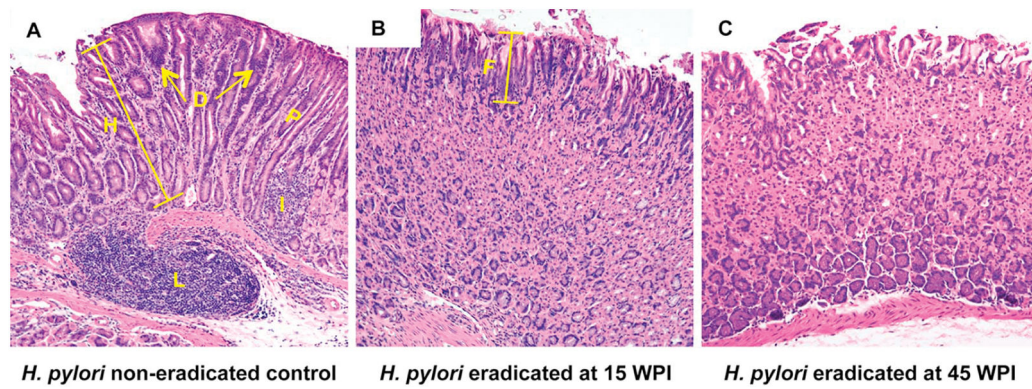 A
B
C
D
H
P
I
L
F
H. pylori non-eradicated control
H. pylori eradicated at 15 WPI
H. pylori eradicated at 45 WPI